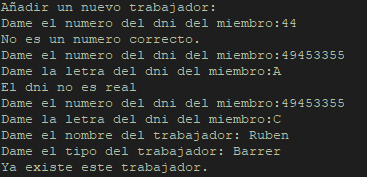 Añadir un nuevo trabajador:
Dame el numero del dni del miembro:44
No es un numero correcto.
Dame el numero del dni del miembro:49453355
Dame la letra del dni del miembro:A
El dni no es real
Dame el numero del dni del miembro:49453355
Dame la letra del dni del miembro:C
Dame el nombre del trabajador: Ruben
Dame el tipo del trabajador: Barrer
Ya existe este trabajador.